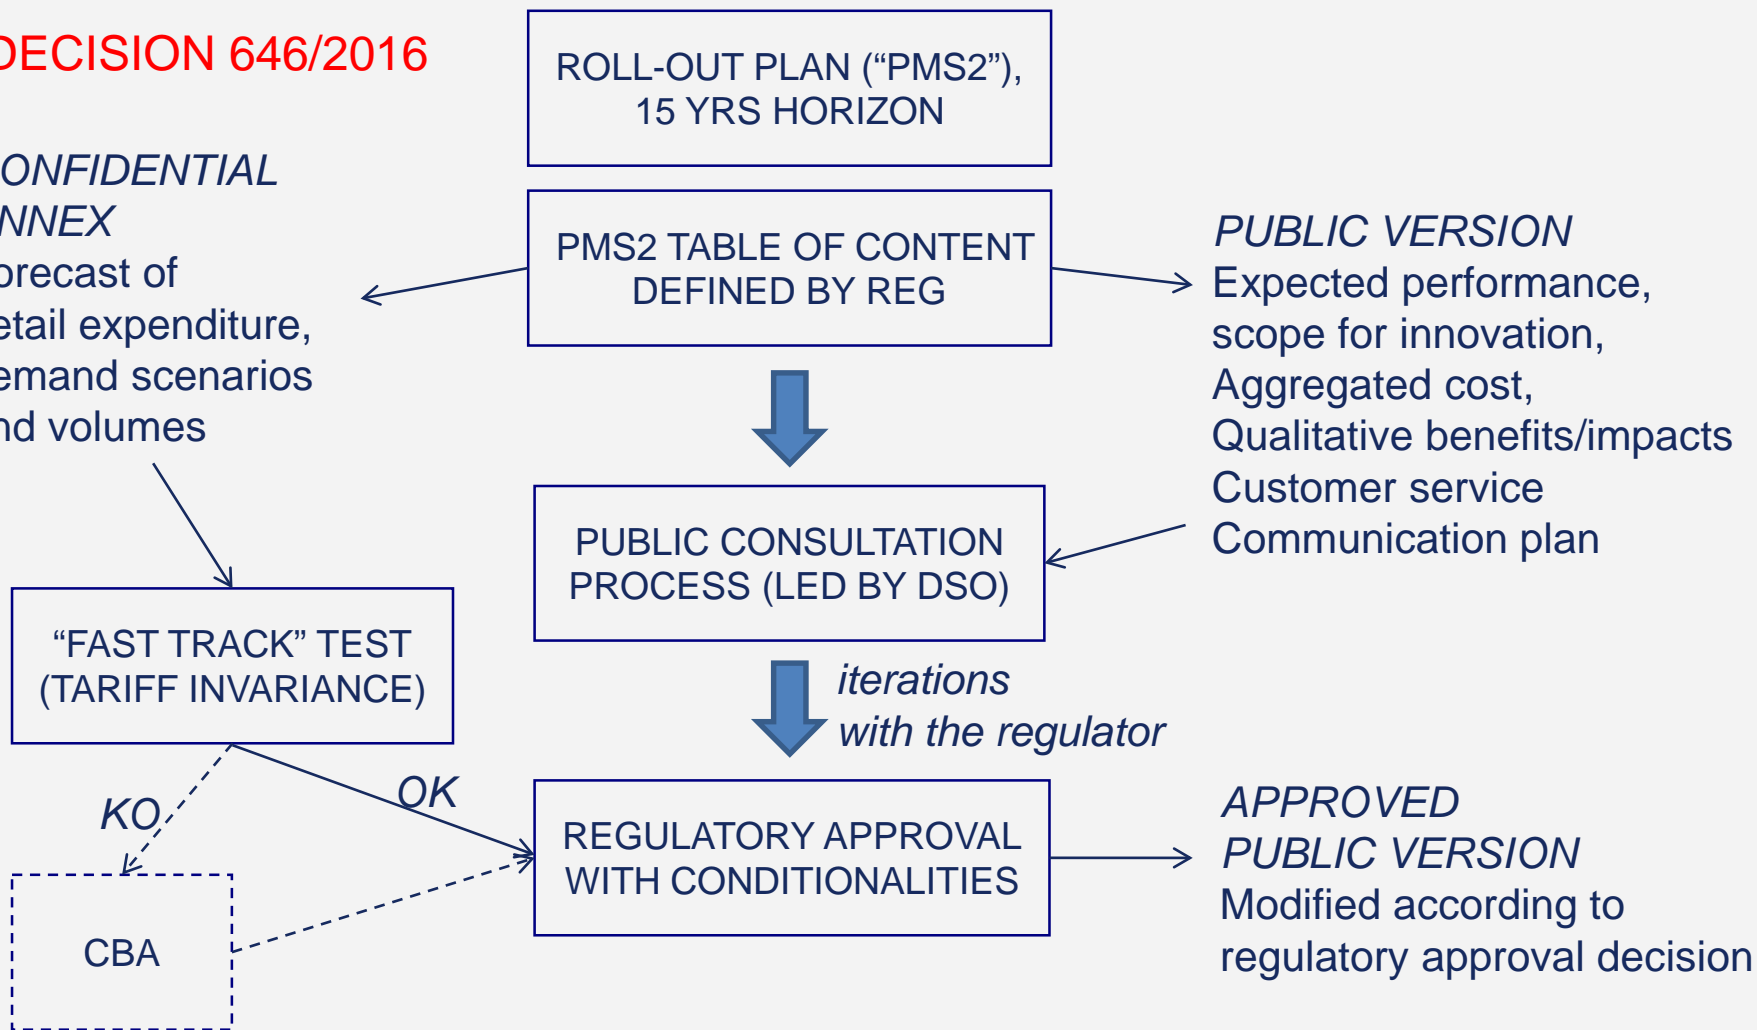 DECISION 646/2016
ROLL-OUT PLAN (“PMS2”),
15 YRS HORIZON
ONFIDENTIAL
NNEX
orecast of
etail expenditure,
emand scenarios
nd volumes
PMS2 TABLE OF CONTENT
DEFINED BY REG
PUBLIC VERSION
Expected performance,
scope for innovation,
Aggregated cost,
Qualitative benefits/impacts
Customer service
Communication plan
PUBLIC CONSULTATION
PROCESS (LED BY DSO)
“FAST TRACK” TEST
(TARIFF INVARIANCE)
iterations
with the regulator
KO
OK
REGULATORY APPROVAL
WITH CONDITIONALITIES
CBA
APPROVED
PUBLIC VERSION
Modified according to
regulatory approval decision